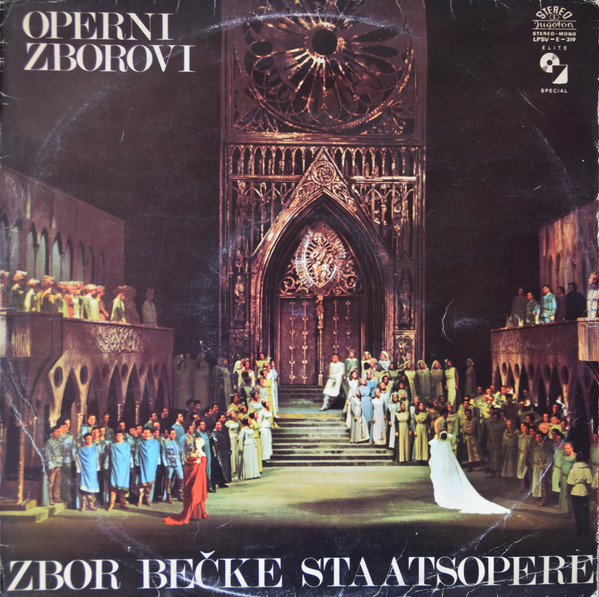 OPERNI
ZBOROVI
STEREO
Jugoton
STEREO-MONO
LPSV-E-319
ELITE
SPECIAL
ZBOR BEČKE STAATSOPERE